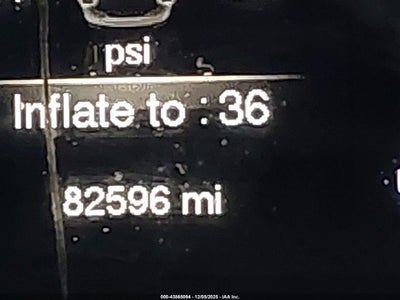 psi
Inflate to : 36
82596 mi
000-43865094 - 12/05/2025 - IAA Inc.